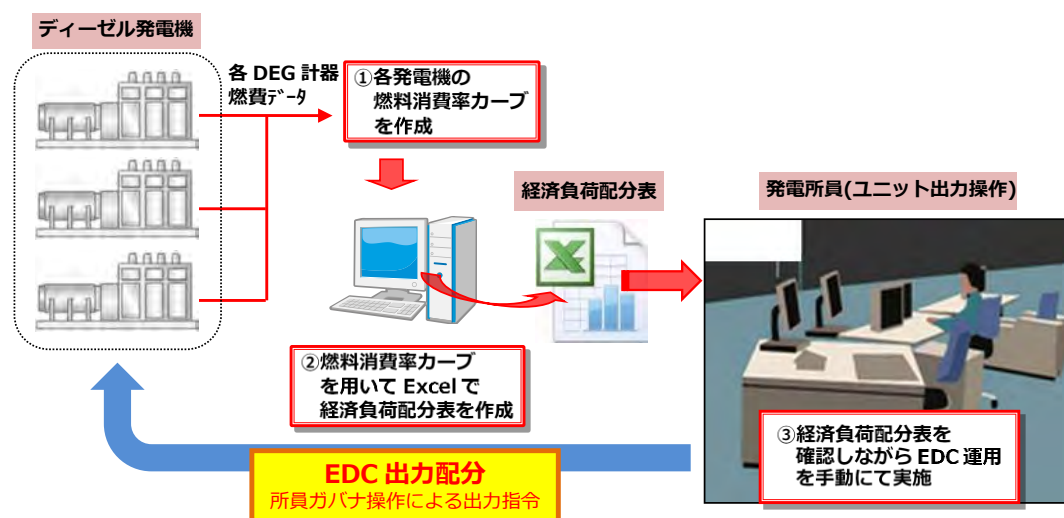 ディーゼル発電機
各 DEG 計器
燃費ﾃﾞｰﾀ
①各発電機の
燃料消費率カーブ
を作成
経済負荷配分表
発電所員(ユニット出力操作)
②燃料消費率カーブ
を用いて Excel で
経済負荷配分表を作成
③経済負荷配分表を
確認しながら EDC 運用
を手動にて実施
EDC 出力配分
所員ガバナ操作による出力指令